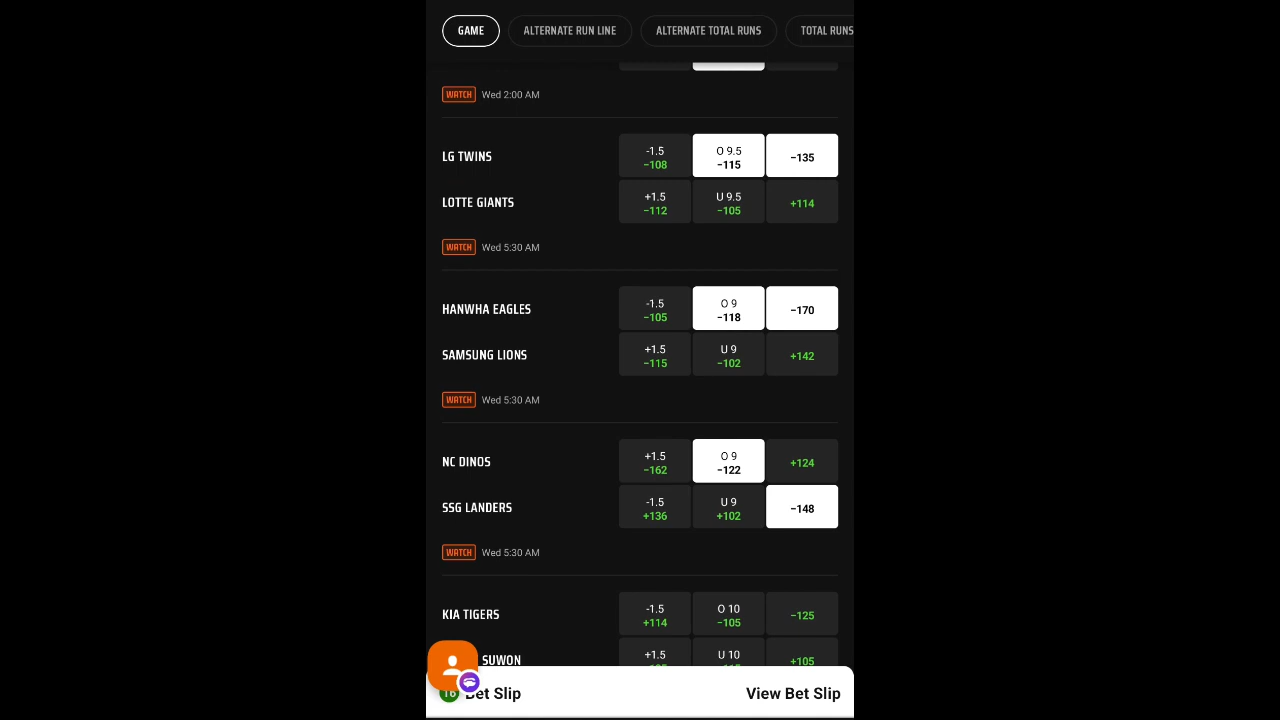 GAME ALTERNATE RUN LINE ALTERNATE TOTAL RUNS TOTAL RUNS
WATCH Wed 2:00 AM
-1.5 O 9.5
LG TWINS −108 −115 −135
+1.5 U 9.5
LOTTE GIANTS −112 −105 +114
WATCH Wed 5:30 AM
-1.5 O 9
HANWHA EAGLES −105 −118 −170
+1.5 U 9
SAMSUNG LIONS −115 −102 +142
WATCH Wed 5:30 AM
+1.5 O 9
NC DINOS −162 −122 +124
-1.5 U 9
SSG LANDERS +136 +102 −148
WATCH Wed 5:30 AM
-1.5 O 10
KIA TIGERS +114 −105 −125
+1.5 U 10
SUWON +105
16 Bet Slip View Bet Slip